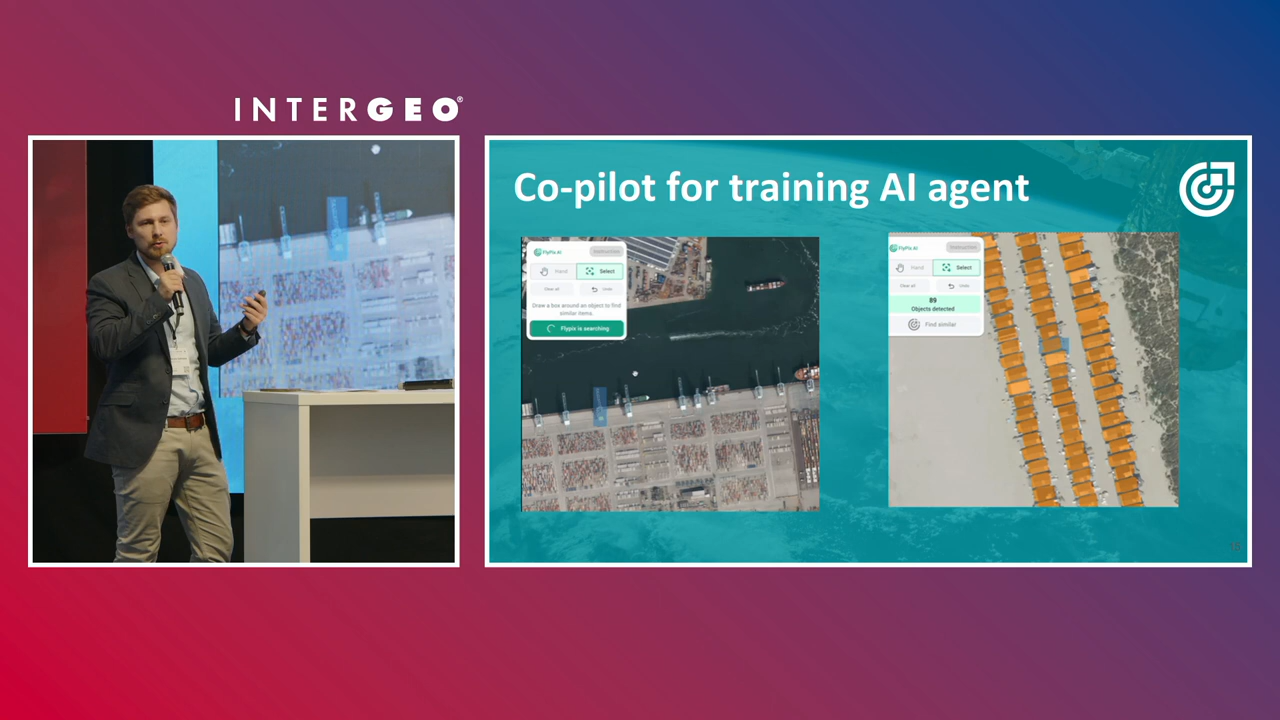 INTERGEO®
Co-pilot for training AI agent
FlyPix AI
Instruction
Hand
Select
Clear all
Undo
Draw a box around an object to find
similar items.
Flypix is searching
FlyPix AI
Instruction
Hand
Select
Clear all
Undo
89
Objects detected
Find similar
15